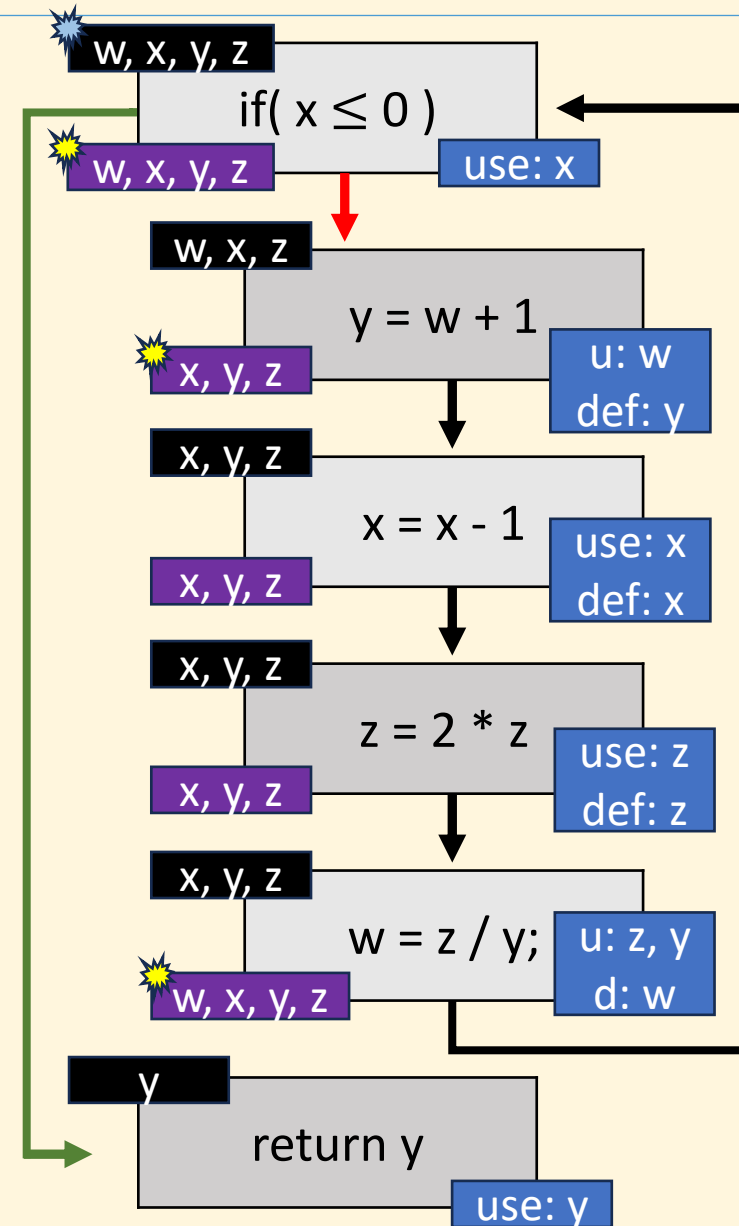 w, x, y, z
if( x ≤ 0 )
w, x, y, z
use: x
w, x, z
y = w + 1
x, y, z
u: w
def: y
x, y, z
x = x - 1
x, y, z
use: x
def: x
x, y, z
z = 2 * z
x, y, z
use: z
def: z
x, y, z
w = z / y;
w, x, y, z
u: z, y
d: w
y
return y
use: y